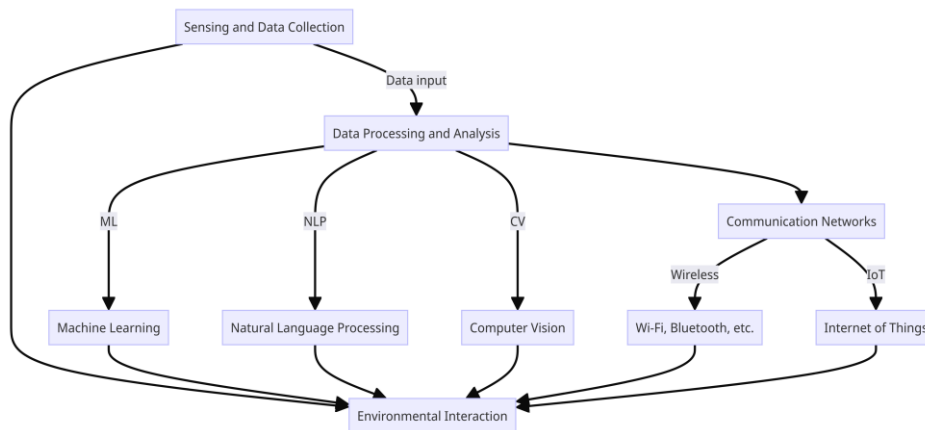 Sensing and Data Collection
Data input
Data Processing and Analysis
ML
NLP
CV
Communication Networks
Wireless
IoT
Machine Learning
Natural Language Processing
Computer Vision
Wi-Fi, Bluetooth, etc.
Internet of Things
Environmental Interaction